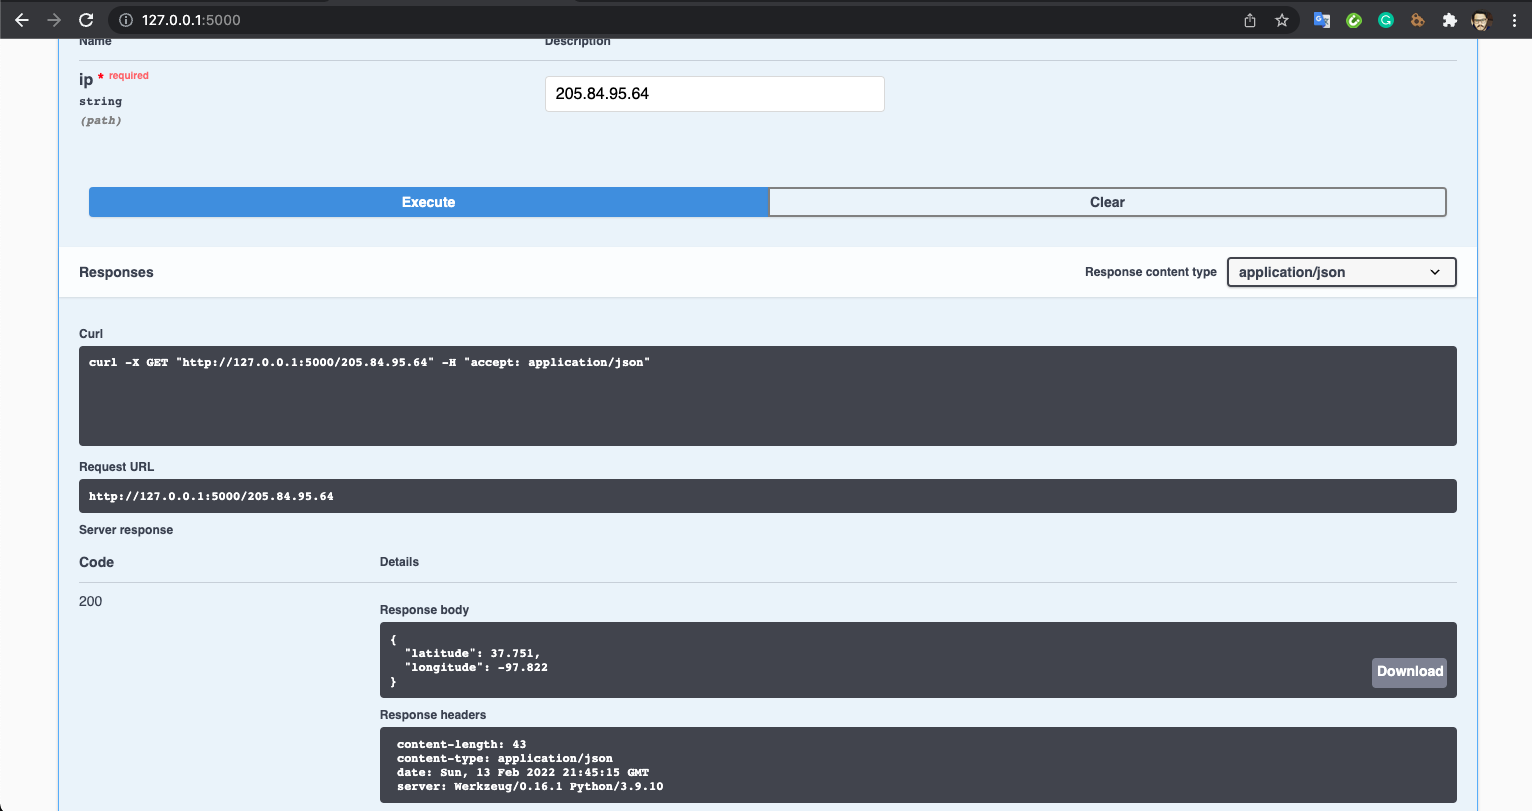 127.0.0.1:5000
Name Description
ip * required
string
(path)
205.84.95.64
Execute Clear
Responses Response content type application/json
Curl
curl -X GET "http://127.0.0.1:5000/205.84.95.64" -H "accept: application/json"
Request URL
http://127.0.0.1:5000/205.84.95.64
Server response
Code Details
200
Response body
{
"latitude": 37.751,
"longitude": -97.822
}
Download
Response headers
content-length: 43
content-type: application/json
date: Sun, 13 Feb 2022 21:45:15 GMT
server: Werkzeug/0.16.1 Python/3.9.10